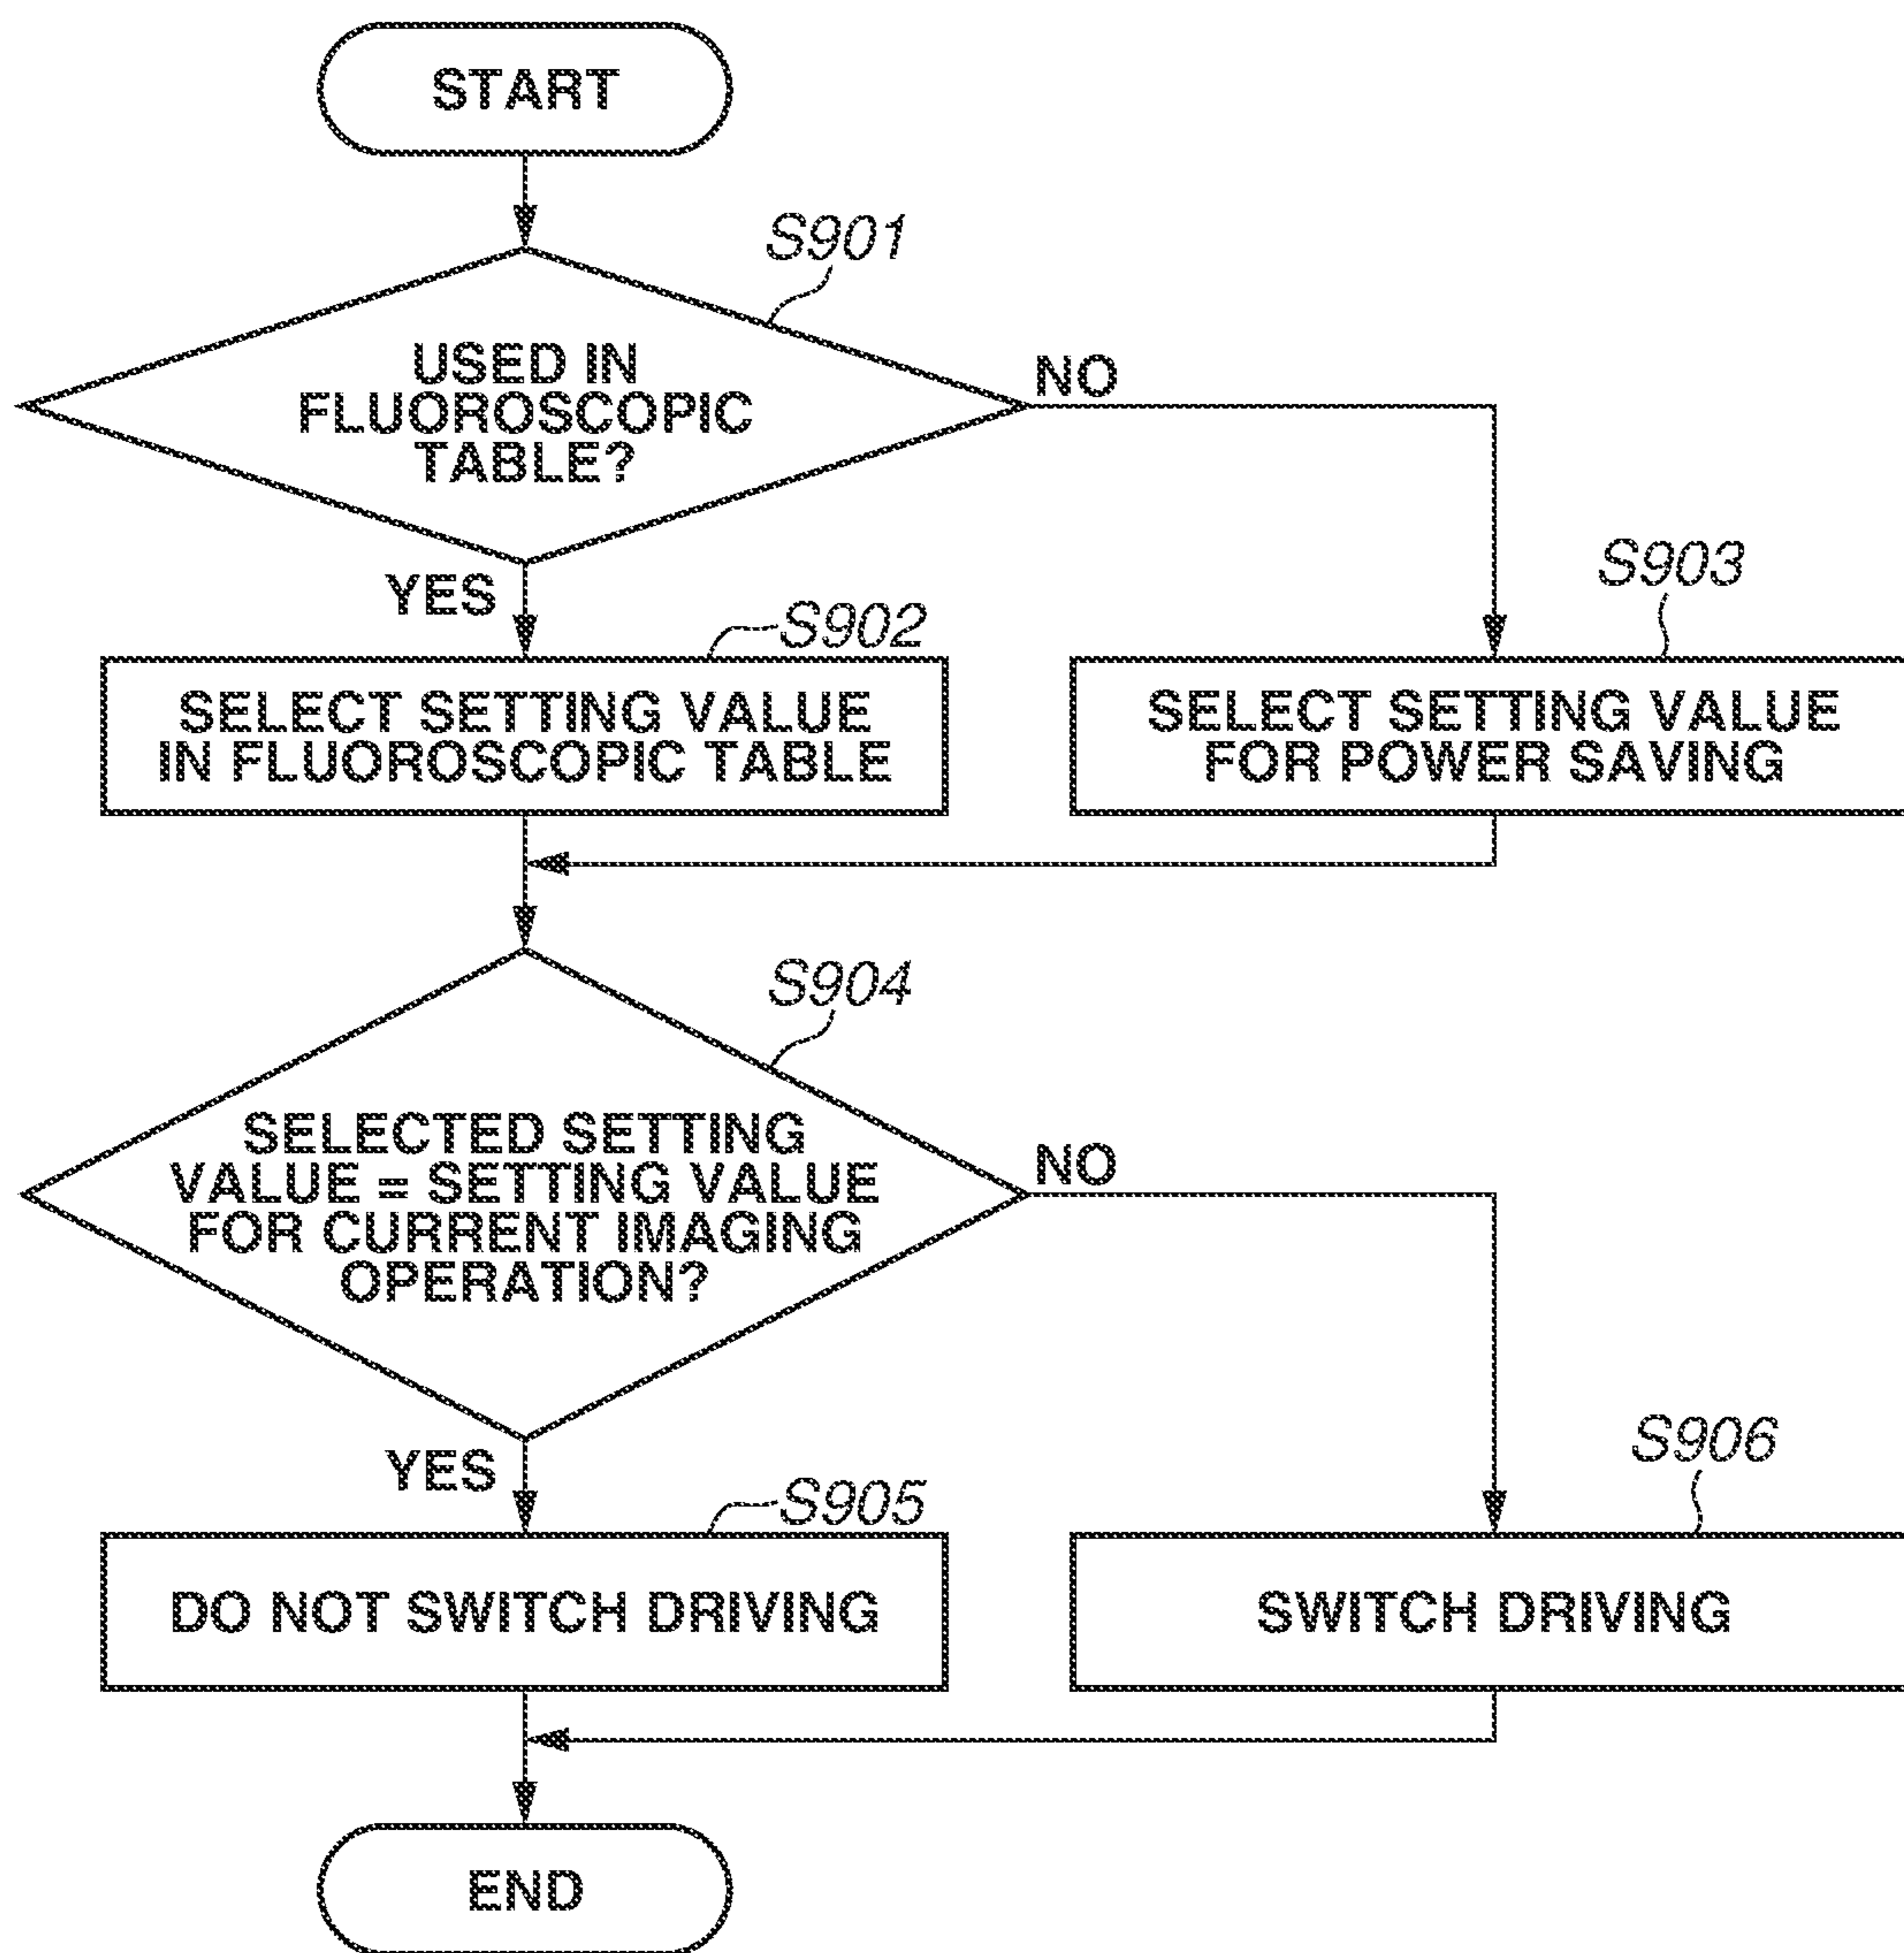 START
S901
USED IN
FLUOROSCOPIC
TABLE?
NO
YES
S902
S903
SELECT SETTING VALUE
IN FLUOROSCOPIC TABLE
SELECT SETTING VALUE
FOR POWER SAVING
S904
SELECTED SETTING
VALUE = SETTING VALUE
FOR CURRENT IMAGING
OPERATION?
NO
YES
S905
S906
DO NOT SWITCH DRIVING
SWITCH DRIVING
END